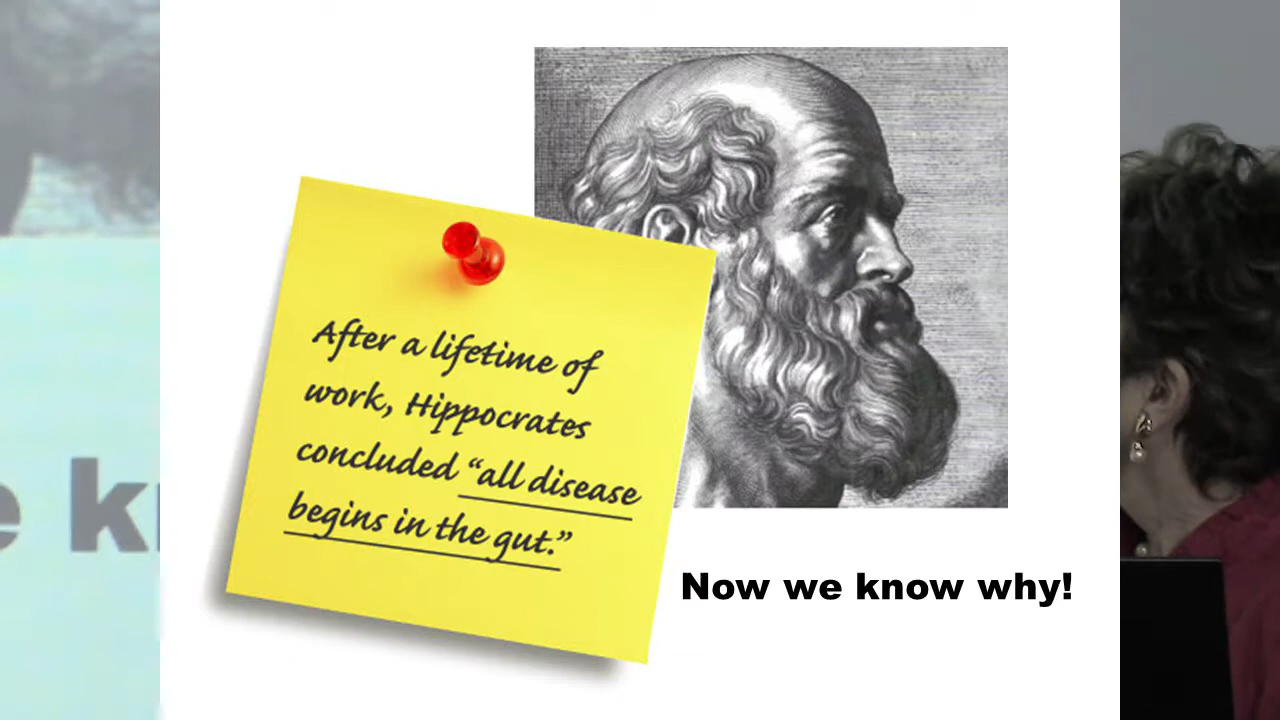 After a lifetime of
work, Hippocrates
concluded “all disease
begins in the gut.”
Now we know why!
e k